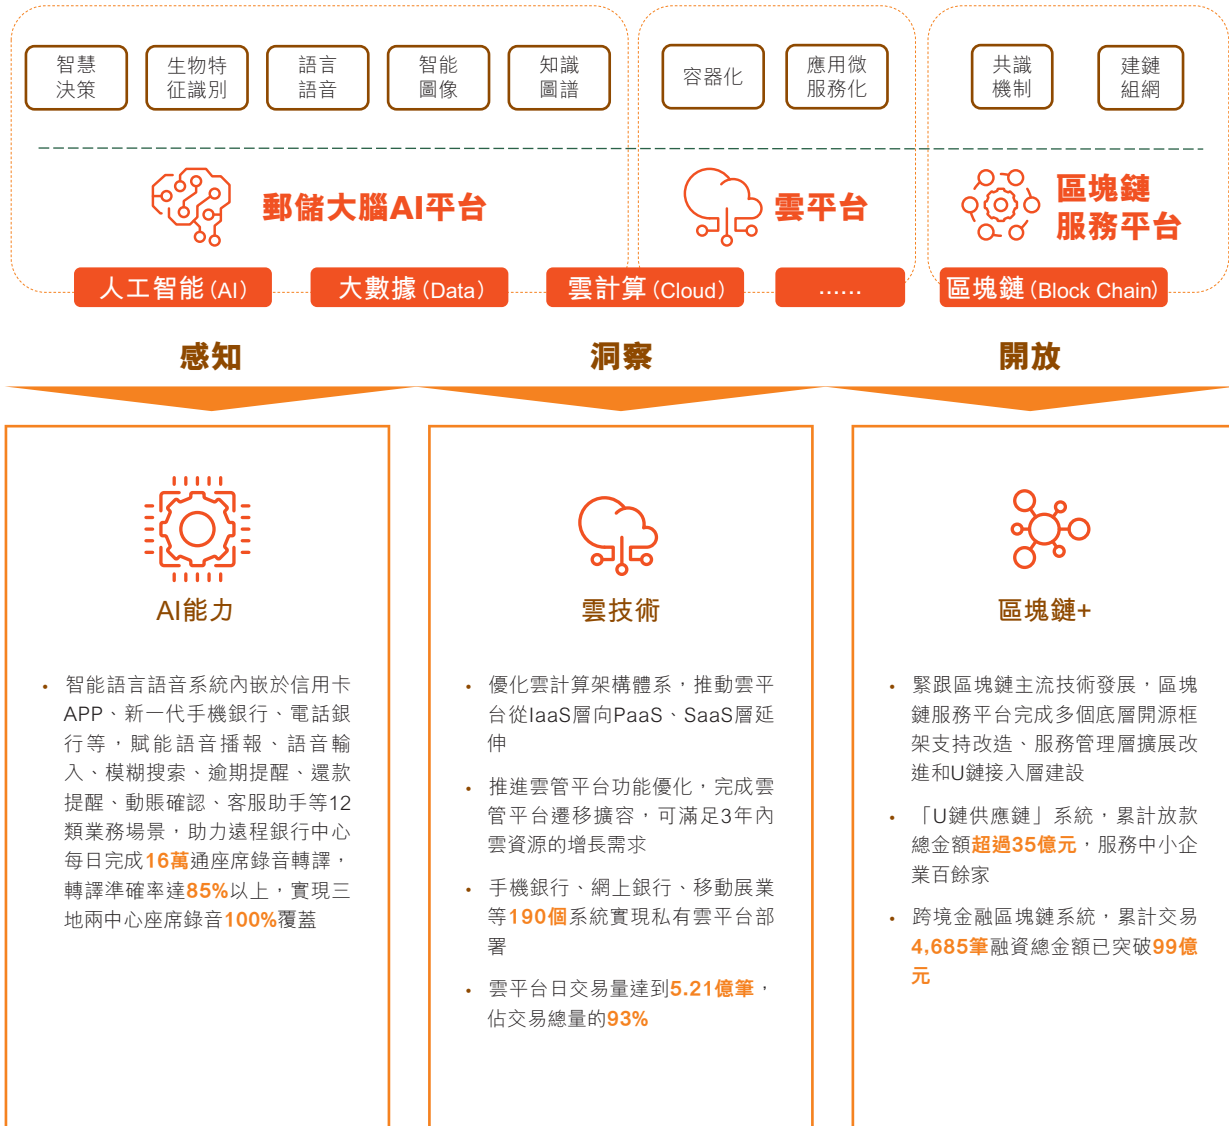 智慧
決策
生物特
征識別
語言
語音
智能
圖像
知識
圖譜
容器化
應用微
服務化
共識
機制
建鏈
組網
郵儲大腦AI平台
雲平台
區塊鏈
服務平台
人工智能(AI)
大數據(Data)
雲計算(Cloud)
......
區塊鏈(Block Chain)
感知
洞察
開放
AI能力
• 智能語言語音系統內嵌於信用卡
APP、新一代手機銀行、電話銀
行等，賦能語音播報、語音輸
入、模糊搜索、逾期提醒、還款
提醒、動賬確認、客服助手等12
類業務場景，助力遠程銀行中心
每日完成16萬通座席錄音轉譯，
轉譯準確率達85%以上，實現三
地兩中心座席錄音100%覆蓋
雲技術
• 優化雲計算架構體系，推動雲平
台從IaaS層向PaaS、SaaS層延
伸
• 推進雲管平台功能優化，完成雲
管平台遷移擴容，可滿足3年內
雲資源的增長需求
• 手機銀行、網上銀行、移動展業
等190個系統實現私有雲平台部
署
• 雲平台日交易量達到5.21億筆，
佔交易總量的93%
區塊鏈+
• 緊跟區塊鏈主流技術發展，區塊
鏈服務平台完成多個底層開源框
架支持改造、服務管理層擴展改
進和U鏈接入層建設
• 「U鏈供應鏈」系統，累計放款
總金額超過35億元，服務中小企
業百餘家
• 跨境金融區塊鏈系統，累計交易
4,685筆融資總金額已突破99億
元